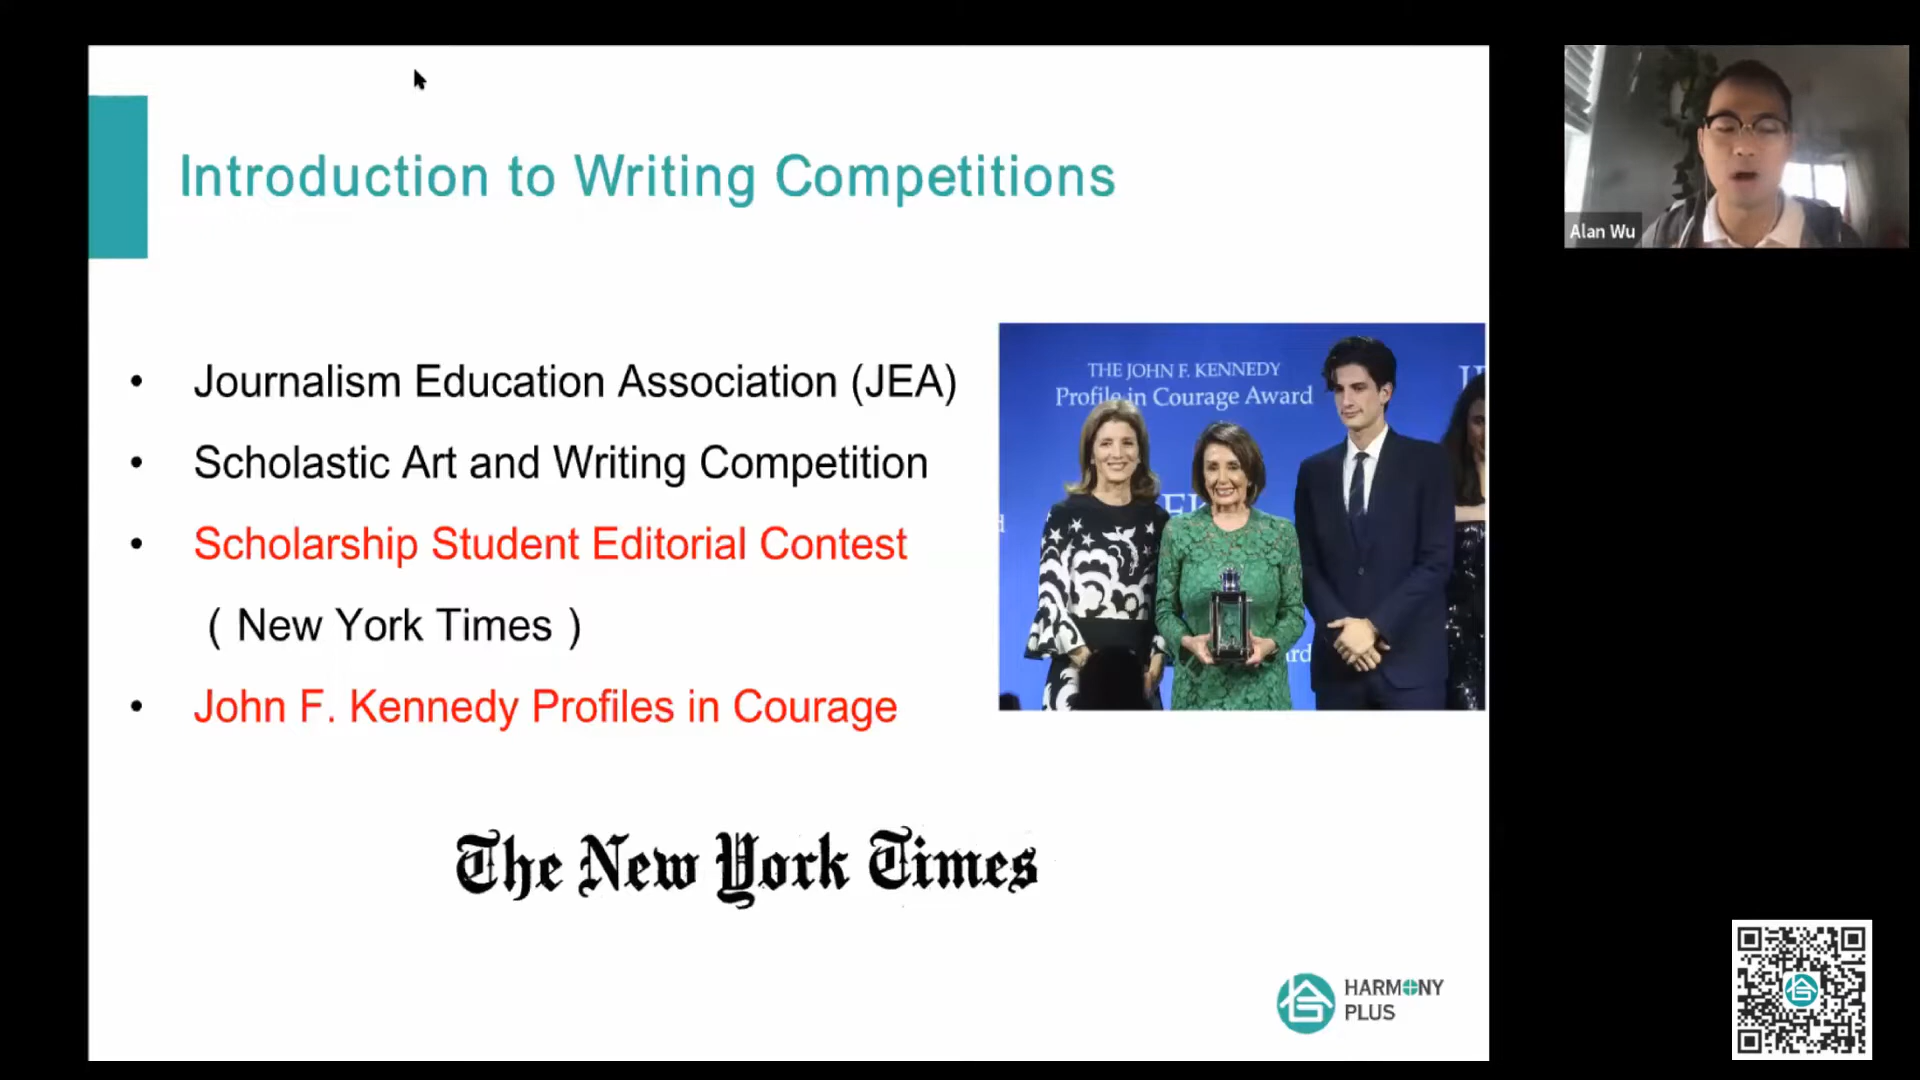 Introduction to Writing Competitions
• Journalism Education Association (JEA)
• Scholastic Art and Writing Competition
• Scholarship Student Editorial Contest
( New York Times )
• John F. Kennedy Profiles in Courage
THE JOHN F. KENNEDY
Profile in Courage Award
The New York Times
HARMONY
PLUS
Alan Wu